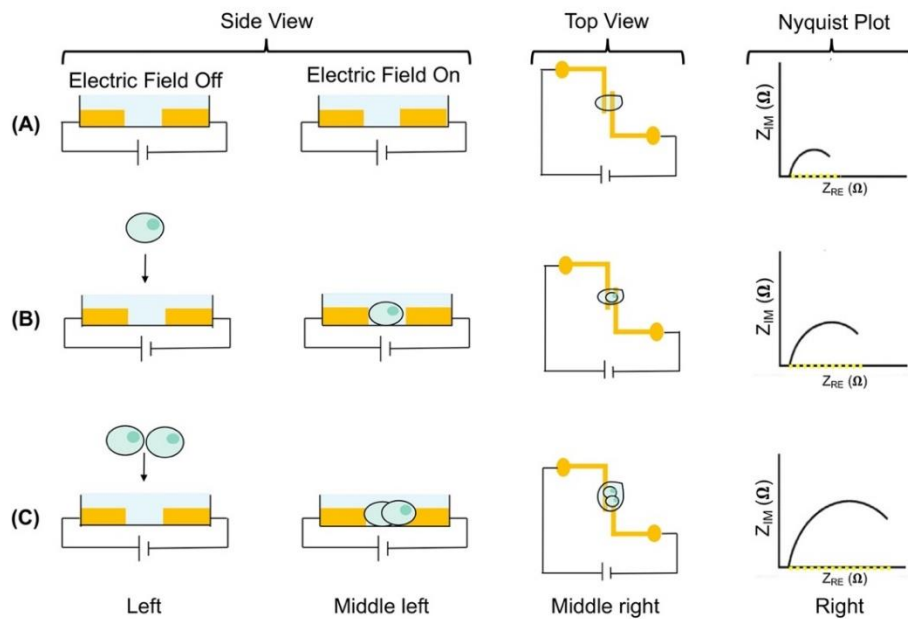 Side View
Top View
Nyquist Plot
Electric Field Off
Electric Field On
(A)
Z_IM (Ω)
Z_RE (Ω)
(B)
Z_IM (Ω)
Z_RE (Ω)
(C)
Z_IM (Ω)
Z_RE (Ω)
Left
Middle left
Middle right
Right